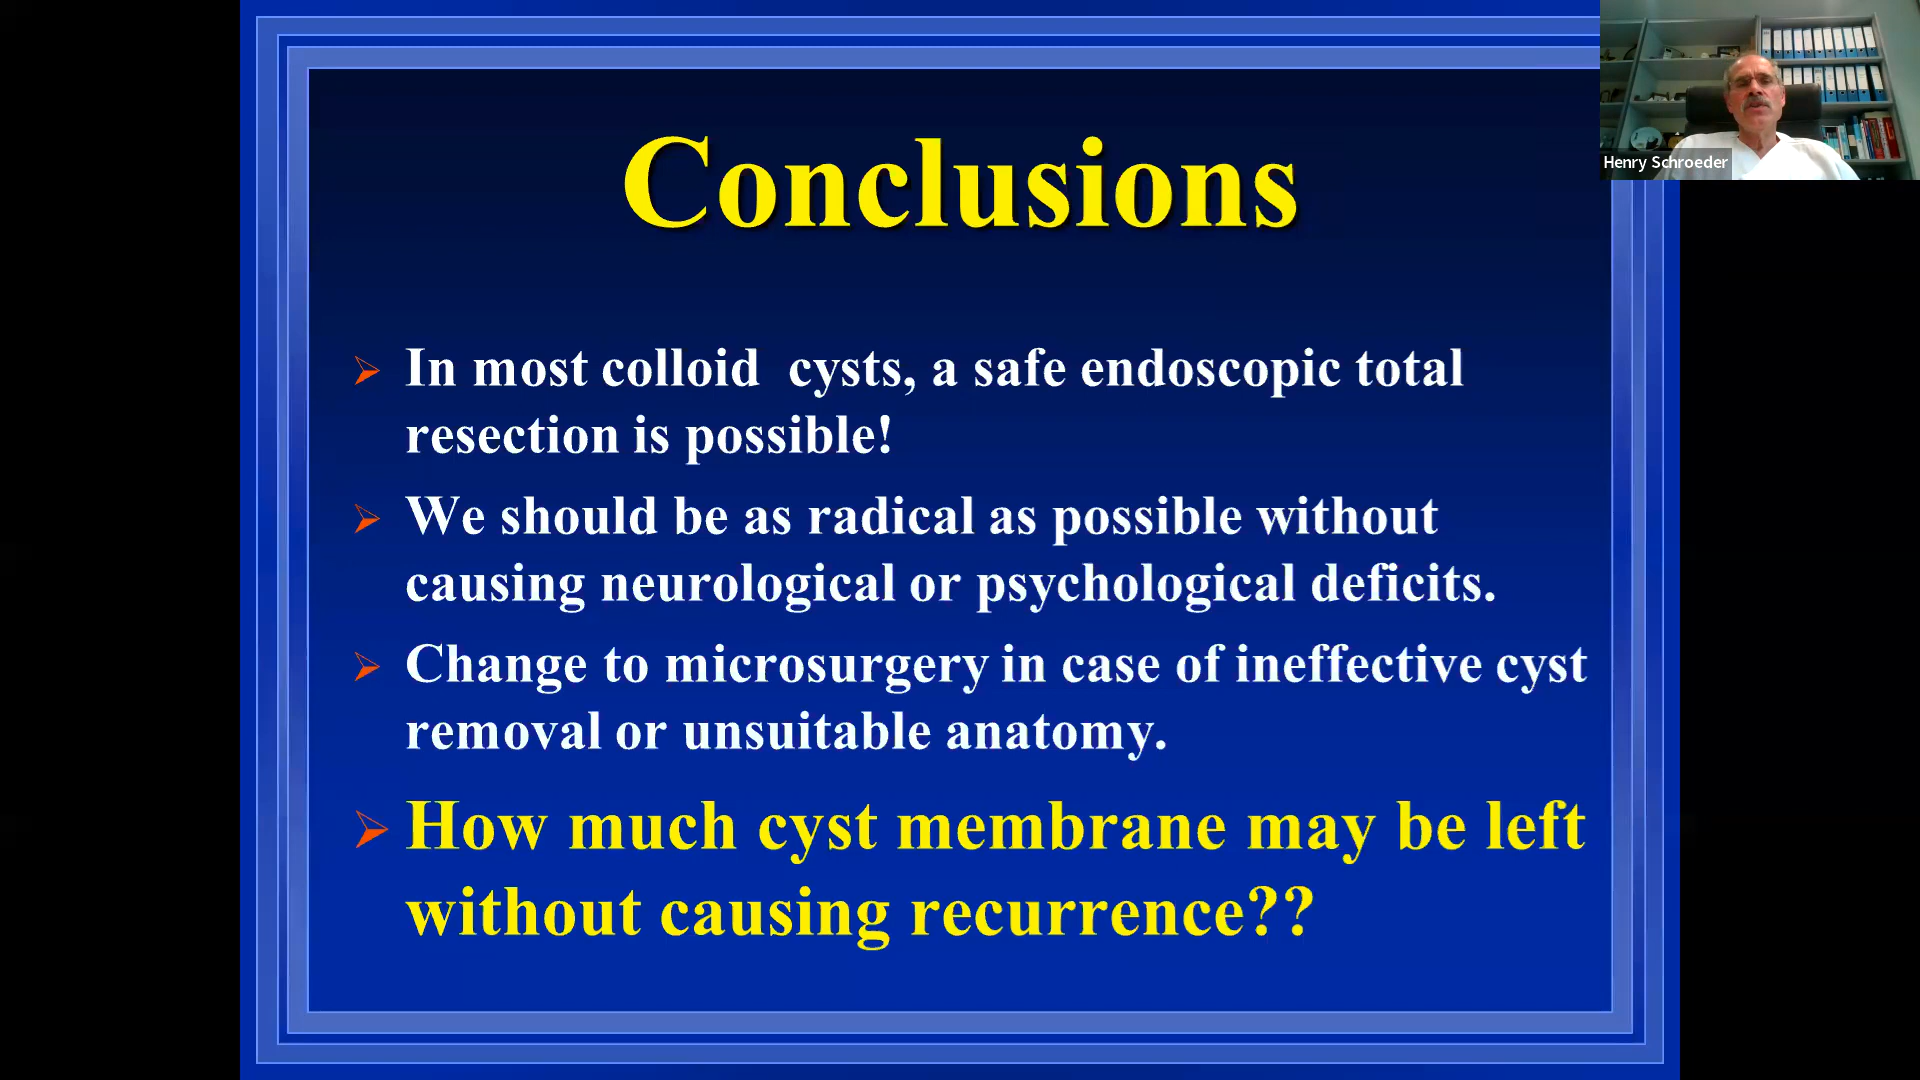 Conclusions
In most colloid  cysts, a safe endoscopic total
resection is possible!
We should be as radical as possible without
causing neurological or psychological deficits.
Change to microsurgery in case of ineffective cyst
removal or unsuitable anatomy.
How much cyst membrane may be left
without causing recurrence??
Henry Schroeder